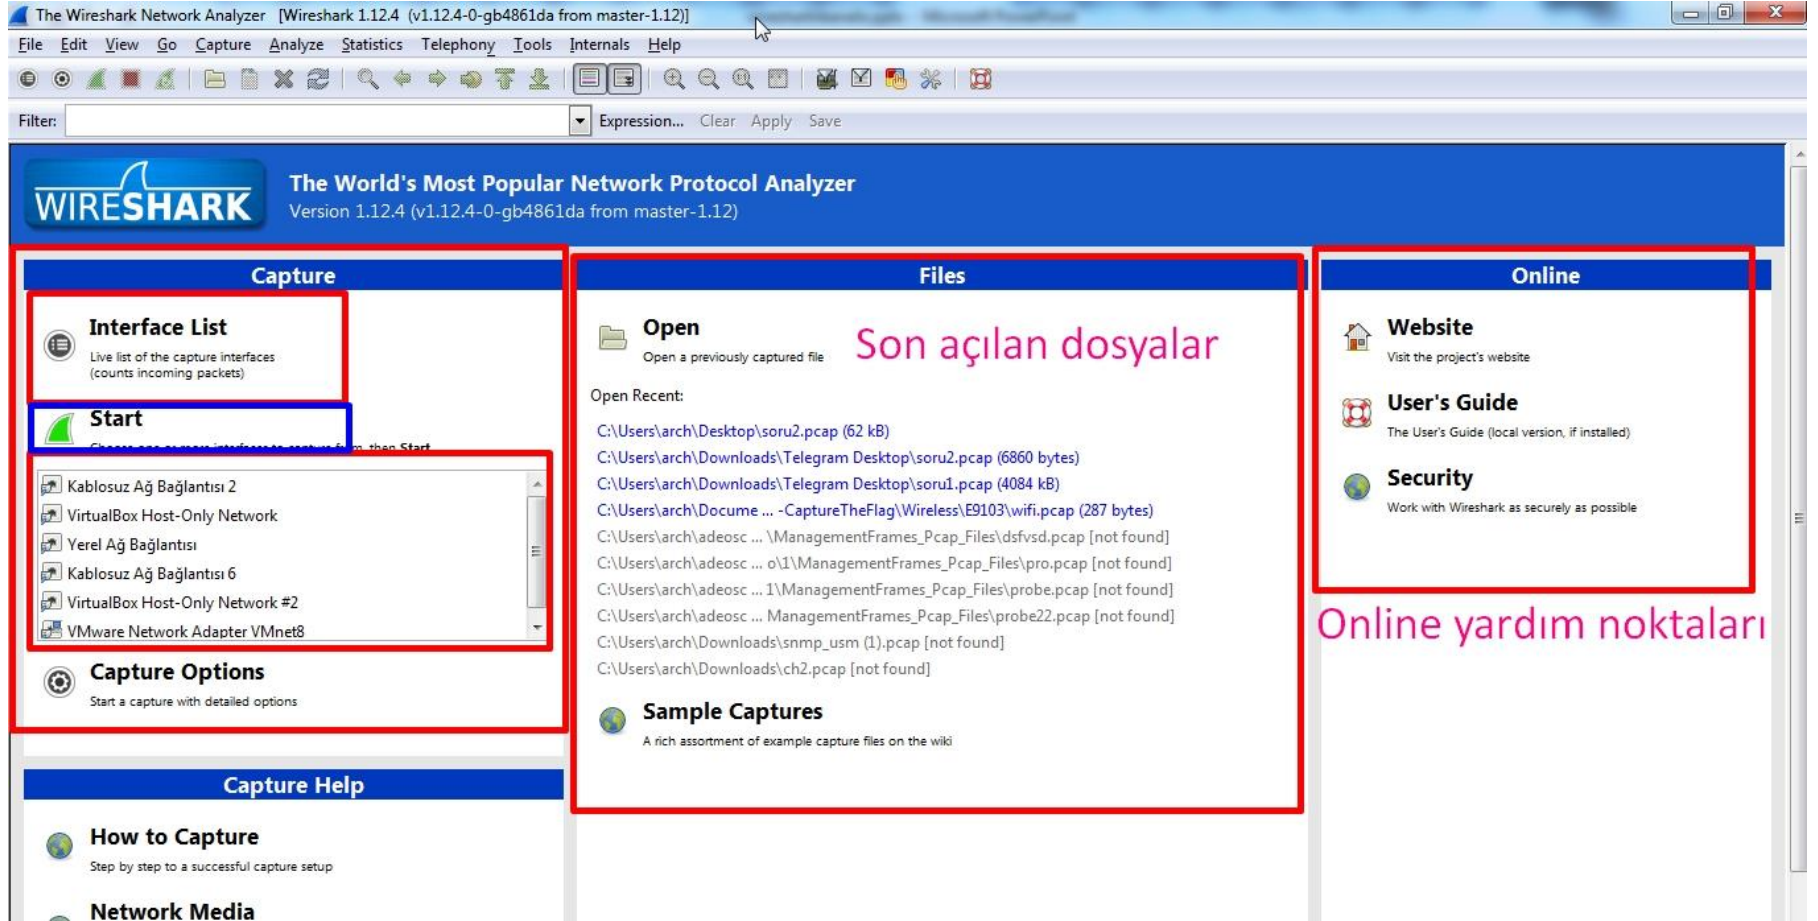 The Wireshark Network Analyzer [Wireshark 1.12.4 (v1.12.4-0-gb4861da from master-1.12)]
File Edit View Go Capture Analyze Statistics Telephony Tools Internals Help
Filter: Expression... Clear Apply Save
WIRESHARK
The World's Most Popular Network Protocol Analyzer
Version 1.12.4 (v1.12.4-0-gb4861da from master-1.12)
Capture
Interface List
Live list of the capture interfaces
(counts incoming packets)
Start
Choose one or more interfaces to capture from, then Start
Kablosuz Ağ Bağlantısı 2
VirtualBox Host-Only Network
Yerel Ağ Bağlantısı
Kablosuz Ağ Bağlantısı 6
VirtualBox Host-Only Network #2
VMware Network Adapter VMnet8
Capture Options
Start a capture with detailed options
Capture Help
How to Capture
Step by step to a successful capture setup
Network Media
Files
Open
Open a previously captured file
Son açılan dosyalar
Open Recent:
C:\Users\arch\Desktop\soru2.pcap (62 kB)
C:\Users\arch\Downloads\Telegram Desktop\soru2.pcap (6860 bytes)
C:\Users\arch\Downloads\Telegram Desktop\soru1.pcap (4084 kB)
C:\Users\arch\Docume ... -CaptureTheFlag\Wireless\E9103\wifi.pcap (287 bytes)
C:\Users\arch\adeosc ... \ManagementFrames_Pcap_Files\dsfvsd.pcap [not found]
C:\Users\arch\adeosc ... o\1\ManagementFrames_Pcap_Files\pro.pcap [not found]
C:\Users\arch\adeosc ... 1\ManagementFrames_Pcap_Files\probe.pcap [not found]
C:\Users\arch\adeosc ... ManagementFrames_Pcap_Files\probe22.pcap [not found]
C:\Users\arch\Downloads\snmp_usm (1).pcap [not found]
C:\Users\arch\Downloads\ch2.pcap [not found]
Sample Captures
A rich assortment of example capture files on the wiki
Online
Website
Visit the project's website
User's Guide
The User's Guide (local version, if installed)
Security
Work with Wireshark as securely as possible
Online yardım noktaları